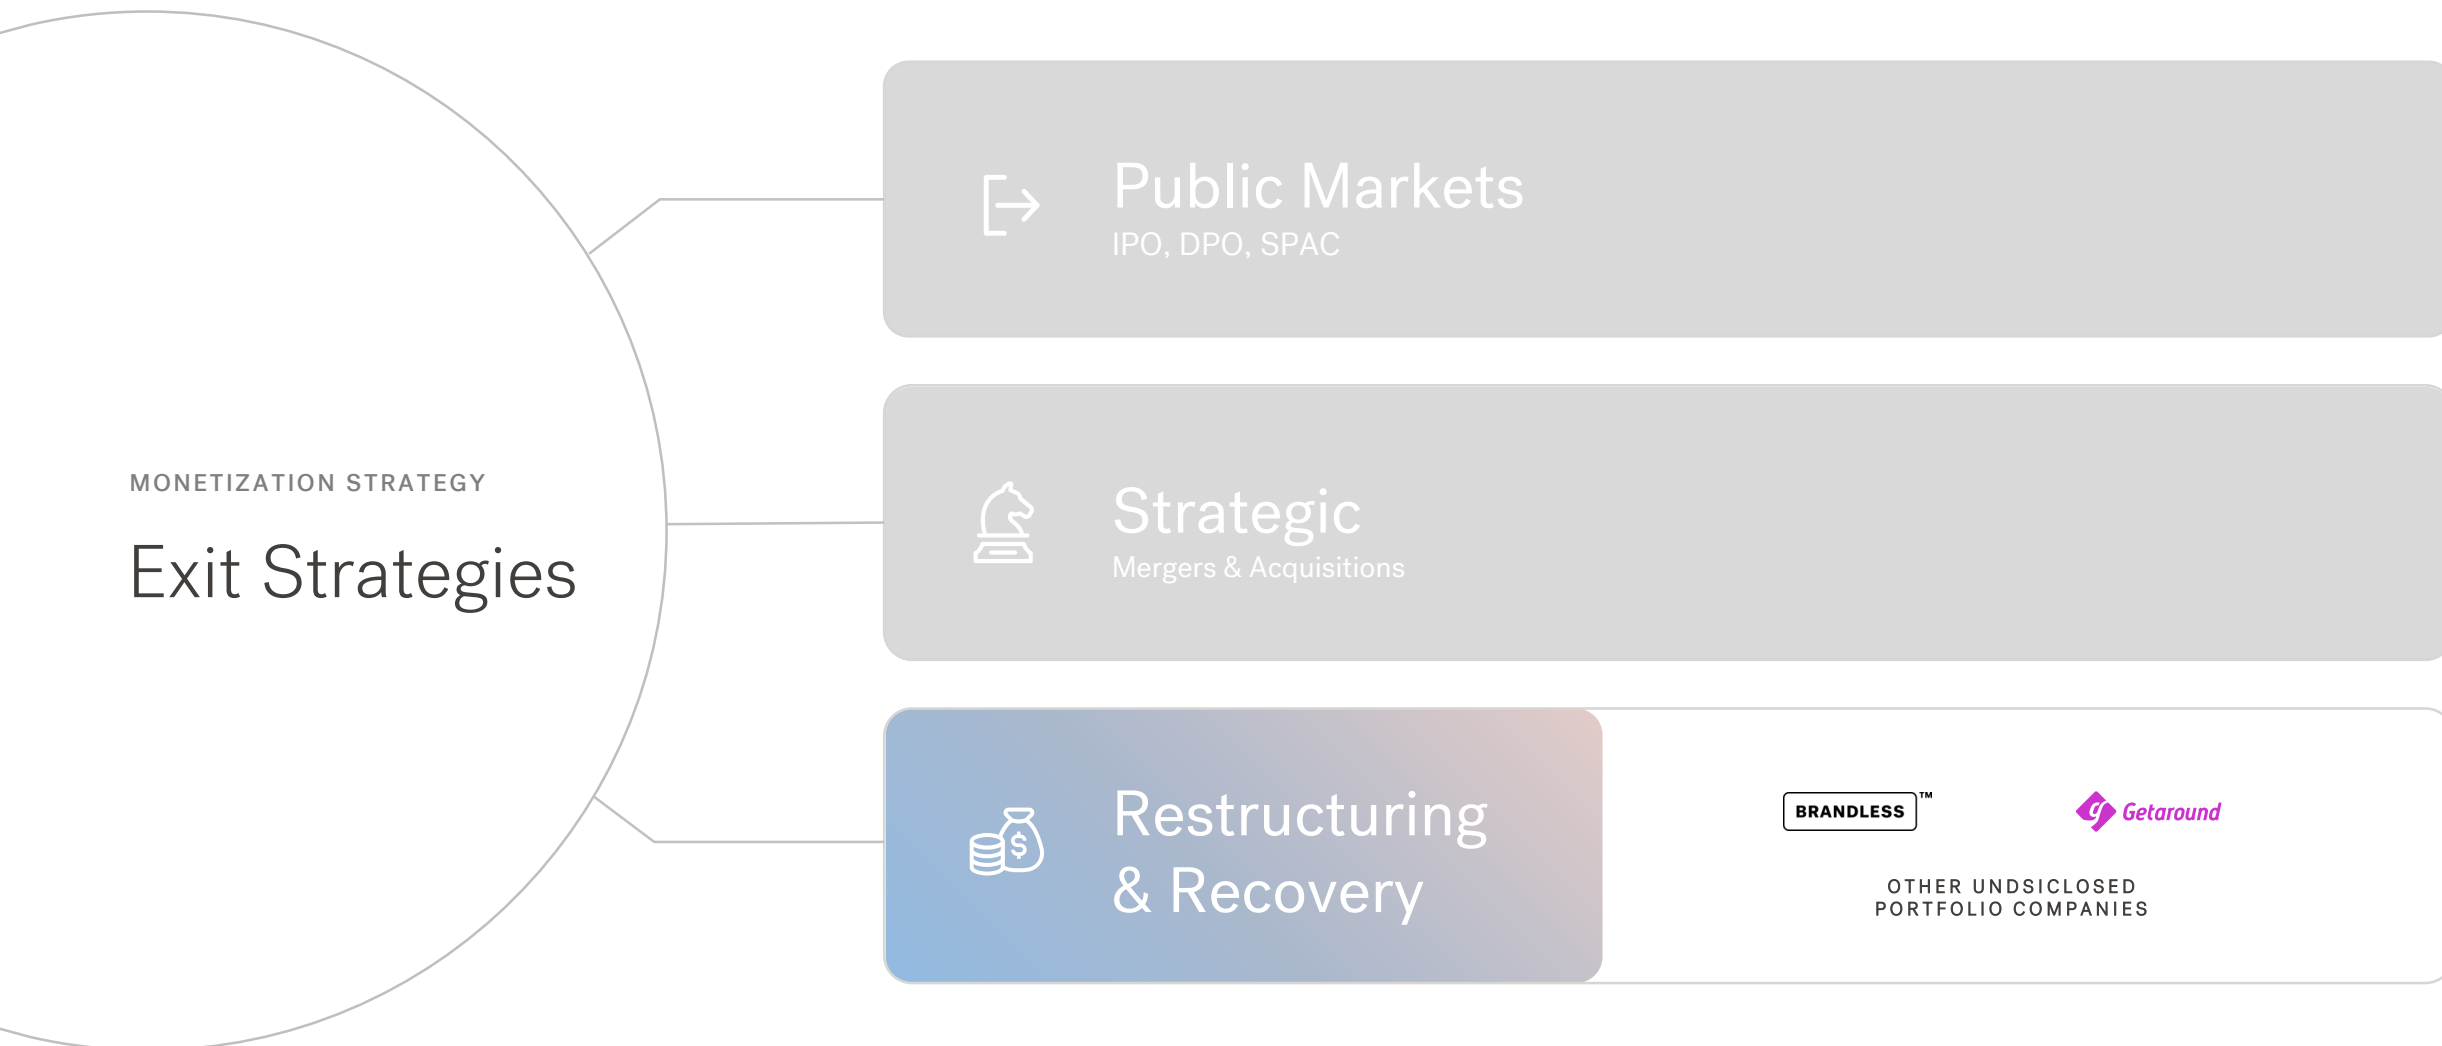 MONETIZATION STRATEGY
Exit Strategies
Public Markets
IPO, DPO, SPAC
Strategic
Mergers & Acquisitions
Restructuring
& Recovery
$
BRANDLESS™
Getaround
OTHER UNDSICLOSED
PORTFOLIO COMPANIES